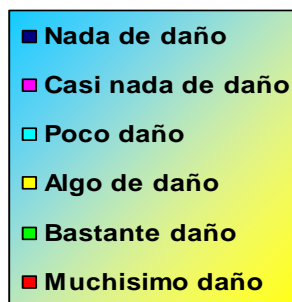 Nada de daño
Casi nada de daño
Poco daño
Algo de daño
Bastante daño
Muchisimo daño